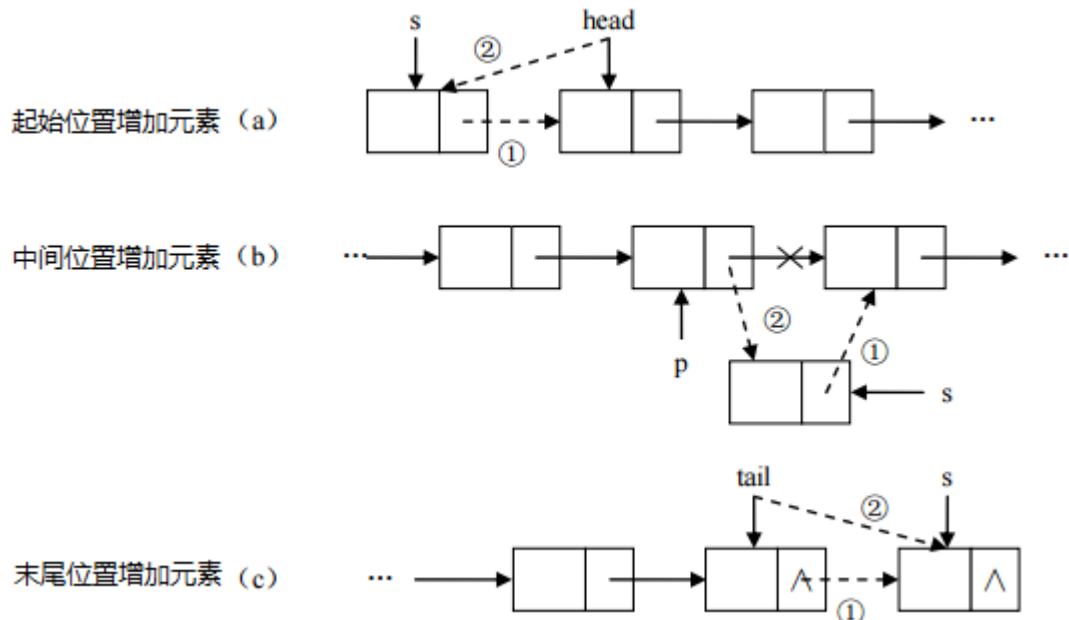 s head
②
起始位置增加元素（a） ...
①
中间位置增加元素（b） ... ...
②
①
p
s
tail s
②
末尾位置增加元素（c） ... ∧ ∧
①